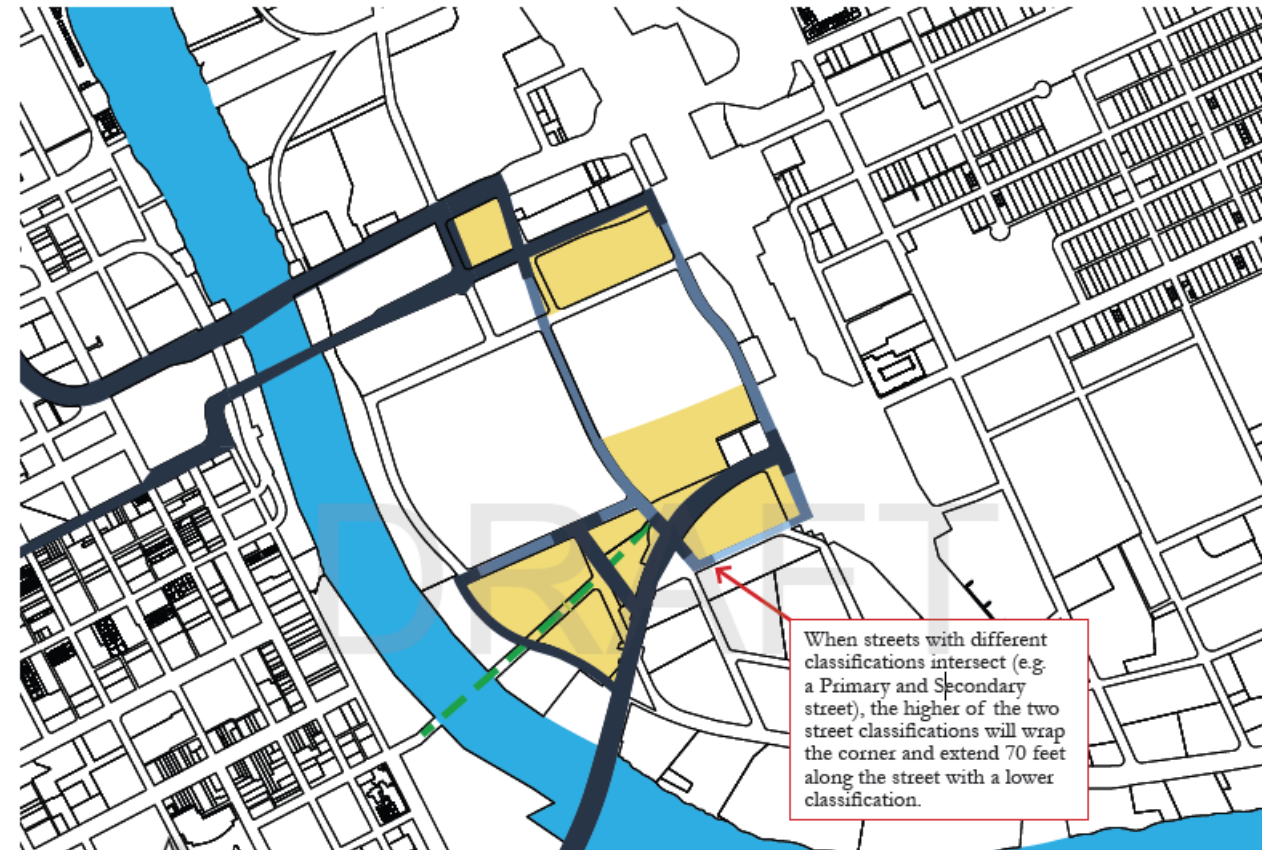 DRAFT
When streets with different
classifications intersect (e.g.
a Primary and Secondary
street), the higher of the two
street classifications will wrap
the corner and extend 70 feet
along the street with a lower
classification.